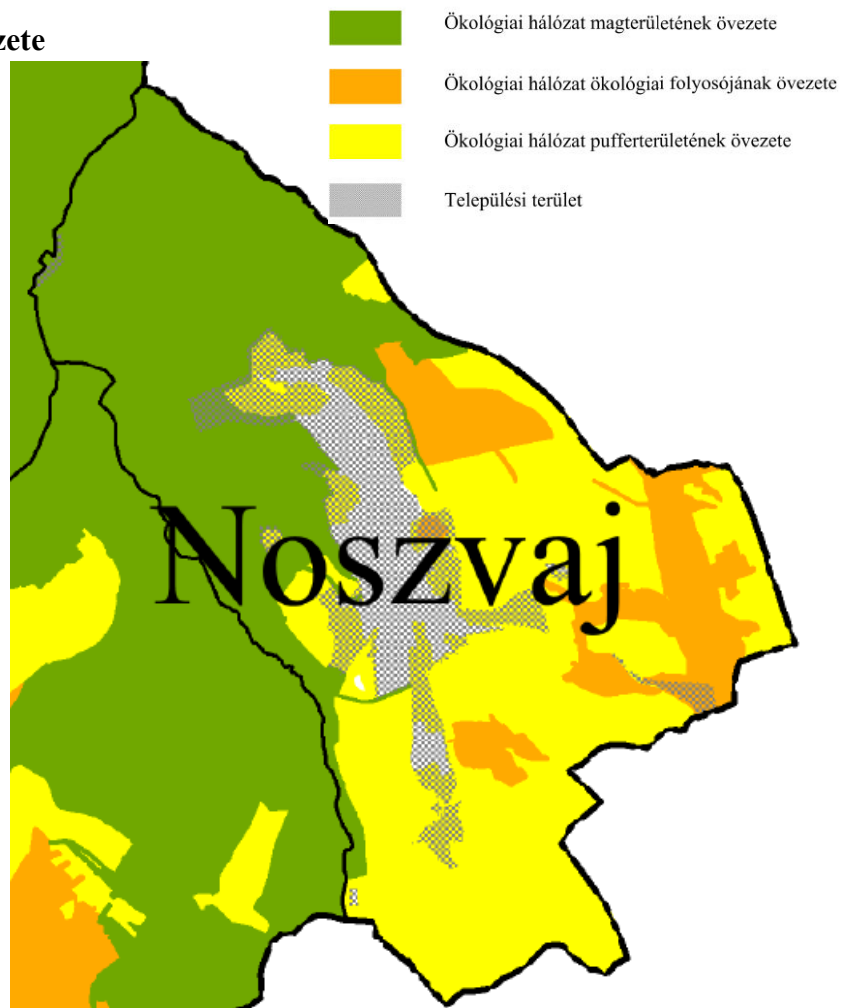 zete
Ökológiai hálózat magterületének övezete
Ökológiai hálózat ökológiai folyosójának övezete
Ökológiai hálózat pufferterületének övezete
Települési terület
Noszvaj